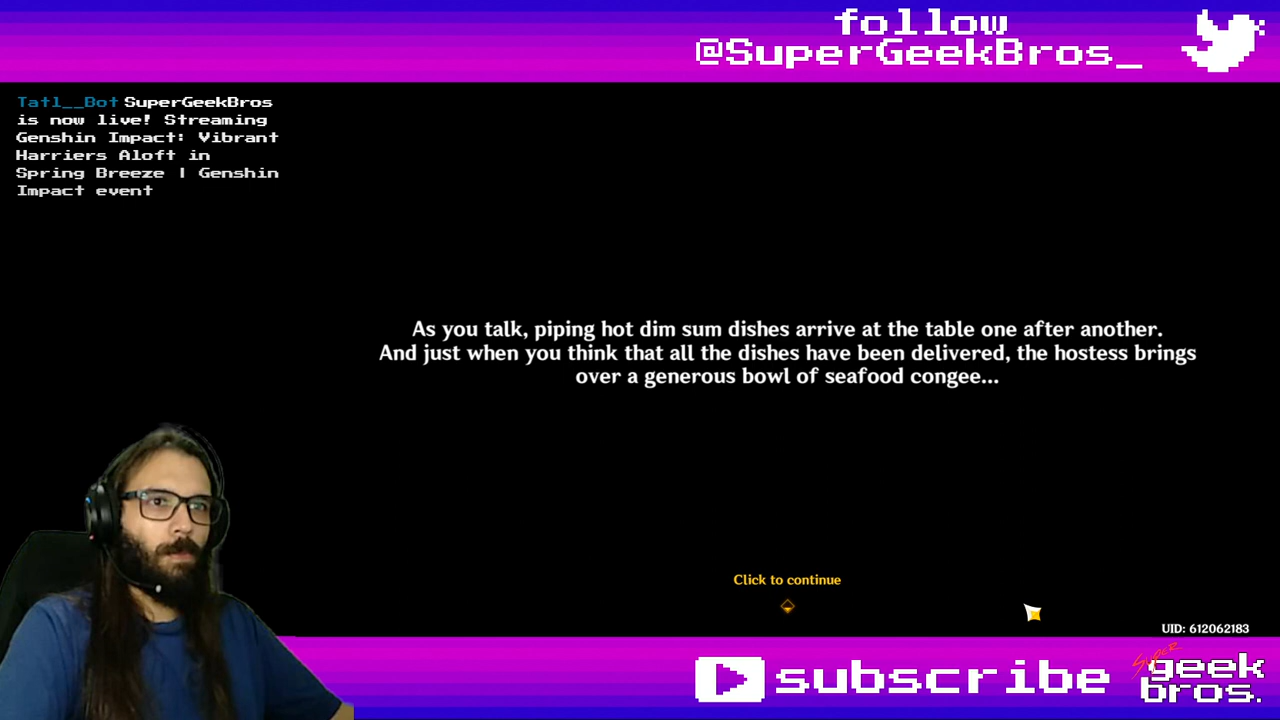 follow
@SuperGeekBros_
Tatl__Bot SuperGeekBros
is now live! Streaming
Genshin Impact: Vibrant
Harriers Aloft in
Spring Breeze | Genshin
Impact event
As you talk, piping hot dim sum dishes arrive at the table one after another.
And just when you think that all the dishes have been delivered, the hostess brings
over a generous bowl of seafood congee...
Click to continue
UID: 612062183
subscribe
super
geek
bros.